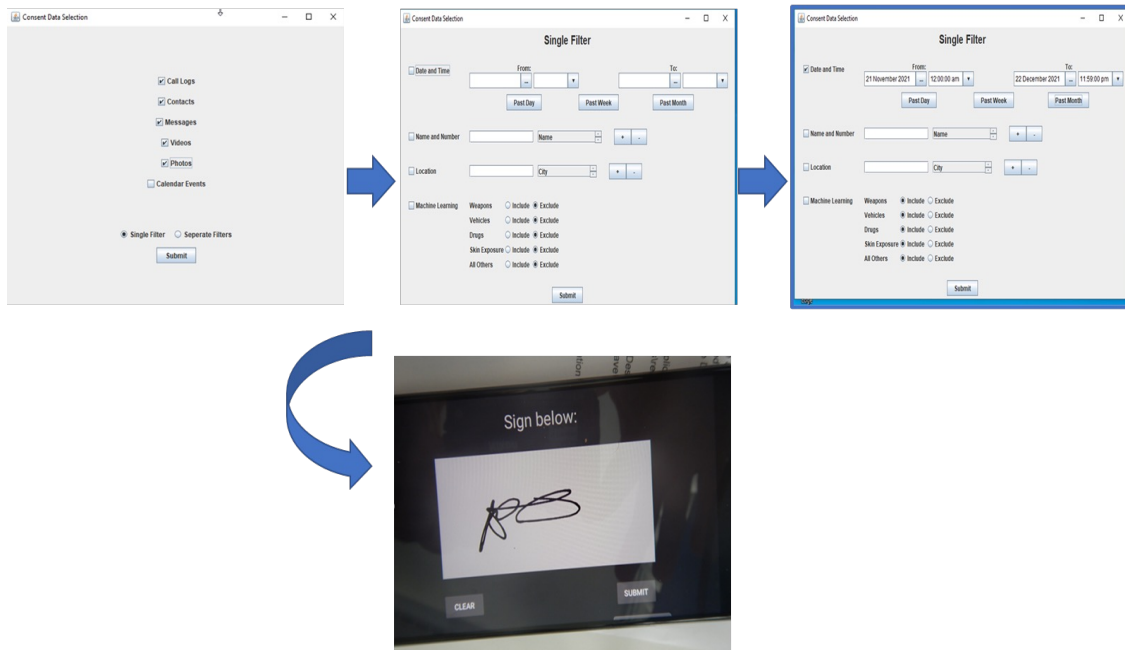 Consent Data Selection
Call Logs
Contacts
Messages
Videos
Photos
Calendar Events
Single Filter Seperate Filters
Submit
Consent Data Selection
Single Filter
Date and Time From: To:
Past Day Past Week Past Month
Name and Number Name + -
Location City + -
Machine Learning Weapons Include Exclude
Vehicles Include Exclude
Drugs Include Exclude
Skin Exposure Include Exclude
All Others Include Exclude
Submit
Consent Data Selection
Single Filter
Date and Time From: To:
21 November 2021 ... 12:00:00 am 22 December 2021 ... 11:59:00 pm
Past Day Past Week Past Month
Name and Number Name + -
Location City + -
Machine Learning Weapons Include Exclude
Vehicles Include Exclude
Drugs Include Exclude
Skin Exposure Include Exclude
All Others Include Exclude
Submit
Sign below:
CLEAR SUBMIT